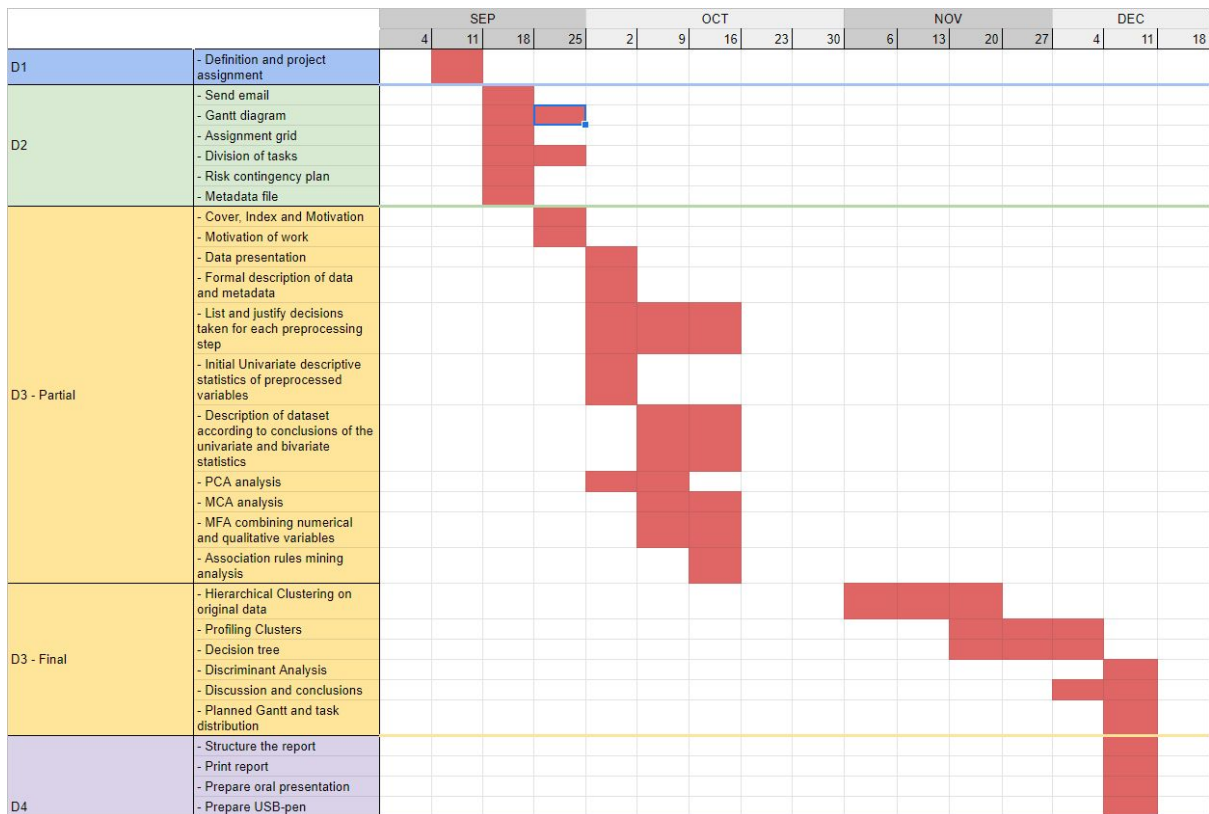 SEP OCT NOV DEC
4 11 18 25 2 9 16 23 30 6 13 20 27 4 11 18
D1
- Definition and project
assignment
D2
- Send email
- Gantt diagram
- Assignment grid
- Division of tasks
- Risk contingency plan
- Metadata file
D3 - Partial
- Cover, Index and Motivation
- Motivation of work
- Data presentation
- Formal description of data
and metadata
- List and justify decisions
taken for each preprocessing
step
- Initial Univariate descriptive
statistics of preprocessed
variables
- Description of dataset
according to conclusions of the
univariate and bivariate
statistics
- PCA analysis
- MCA analysis
- MFA combining numerical
and qualitative variables
- Association rules mining
analysis
D3 - Final
- Hierarchical Clustering on
original data
- Profiling Clusters
- Decision tree
- Discriminant Analysis
- Discussion and conclusions
- Planned Gantt and task
distribution
D4
- Structure the report
- Print report
- Prepare oral presentation
- Prepare USB-pen